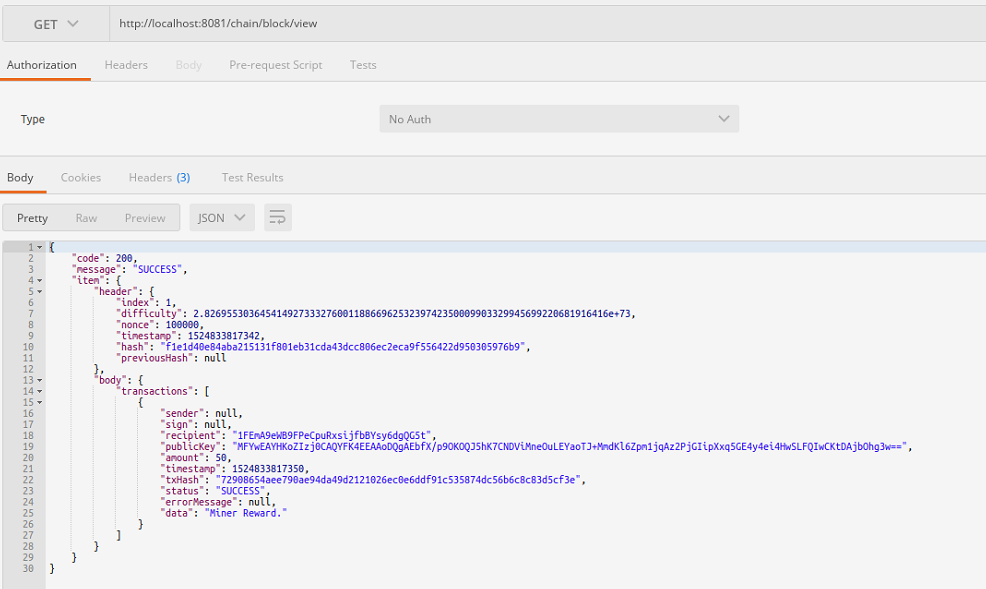 GET http://localhost:8081/chain/block/view
Authorization Headers Body Pre-request Script Tests
Type No Auth
Body Cookies Headers (3) Test Results
Pretty Raw Preview JSON
1 {
2 "code": 200,
3 "message": "SUCCESS",
4 "item": {
5 "header": {
6 "index": 1,
7 "difficulty": 2.8269553036454149273332760011886696253239742350009903329945699220681916416e+73,
8 "nonce": 100000,
9 "timestamp": 1524833817342,
10 "hash": "f1e1d40e84aba215131f801eb31cda43dcc806ec2eca9f556422d950305976b9",
11 "previousHash": null
12 },
13 "body": {
14 "transactions": [
15 {
16 "sender": null,
17 "sign": null,
18 "recipient": "1FEmA9eWB9FPeCpuRxsijfbBYsy6dgQG5t",
19 "publicKey": "MFYwEAYHKoZIzj0CAQYFK4EEAAoDQgAEbfX/p9OKOQJ5hK7CNDViMneOuLEYaoTJ+MmdKl6Zpm1jqAz2PjGIipXxq5GE4y4ei4HwSLFQIwCKtDAjbOhg3w==",
20 "amount": 50,
21 "timestamp": 1524833817350,
22 "txHash": "72908654aee790ae94da49d2121026ec0e6ddf91c535874dc56b6c8c83d5cf3e",
23 "status": "SUCCESS",
24 "errorMessage": null,
25 "data": "Miner Reward."
26 }
27 ]
28 }
29 }
30 }